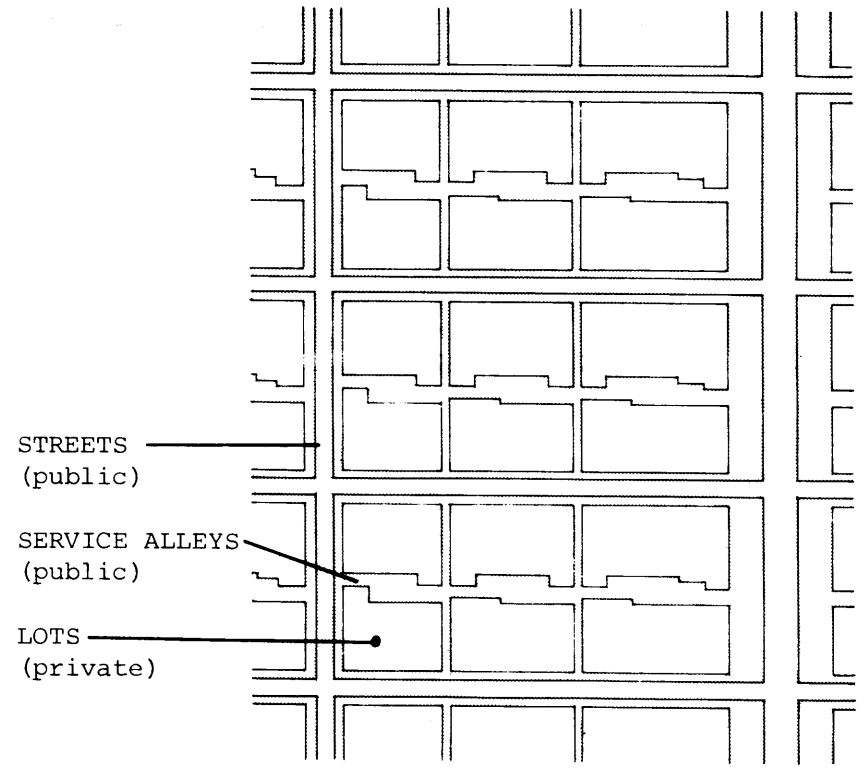 STREETS
(public)
SERVICE ALLEYS
(public)
LOTS
(private)